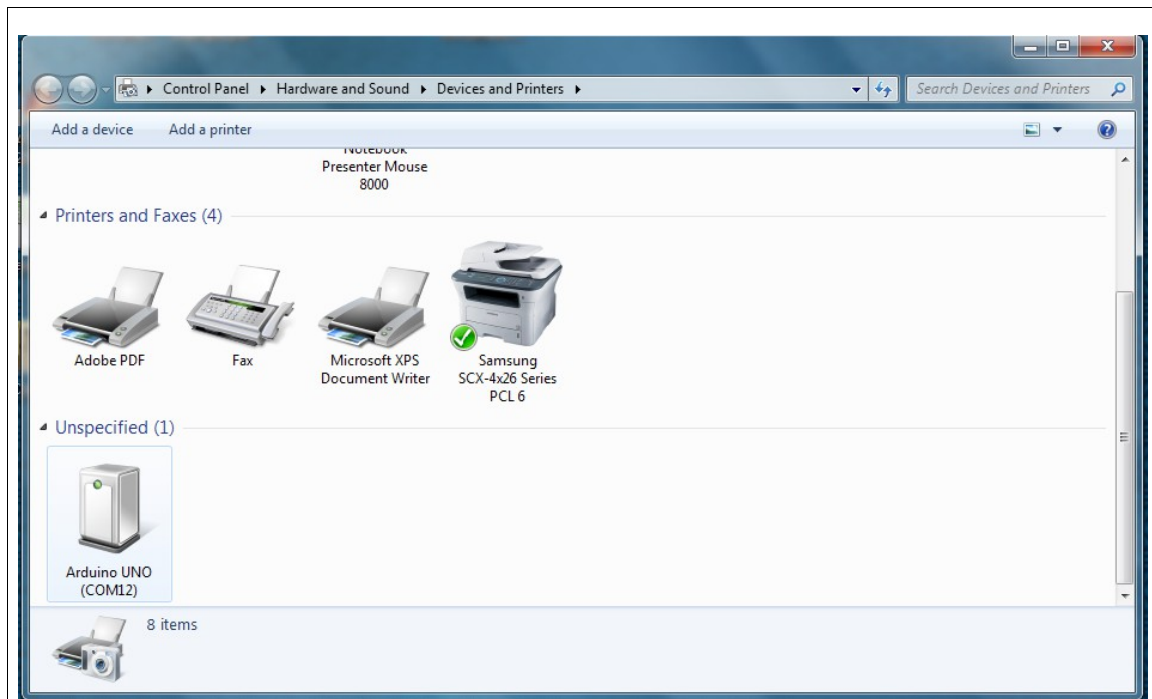 Control Panel ▸ Hardware and Sound ▸ Devices and Printers ▸
Search Devices and Printers
Add a device Add a printer
Notebook
Presenter Mouse
8000
Printers and Faxes (4)
Adobe PDF
Fax
Microsoft XPS
Document Writer
Samsung
SCX-4x26 Series
PCL 6
Unspecified (1)
Arduino UNO
(COM12)
8 items